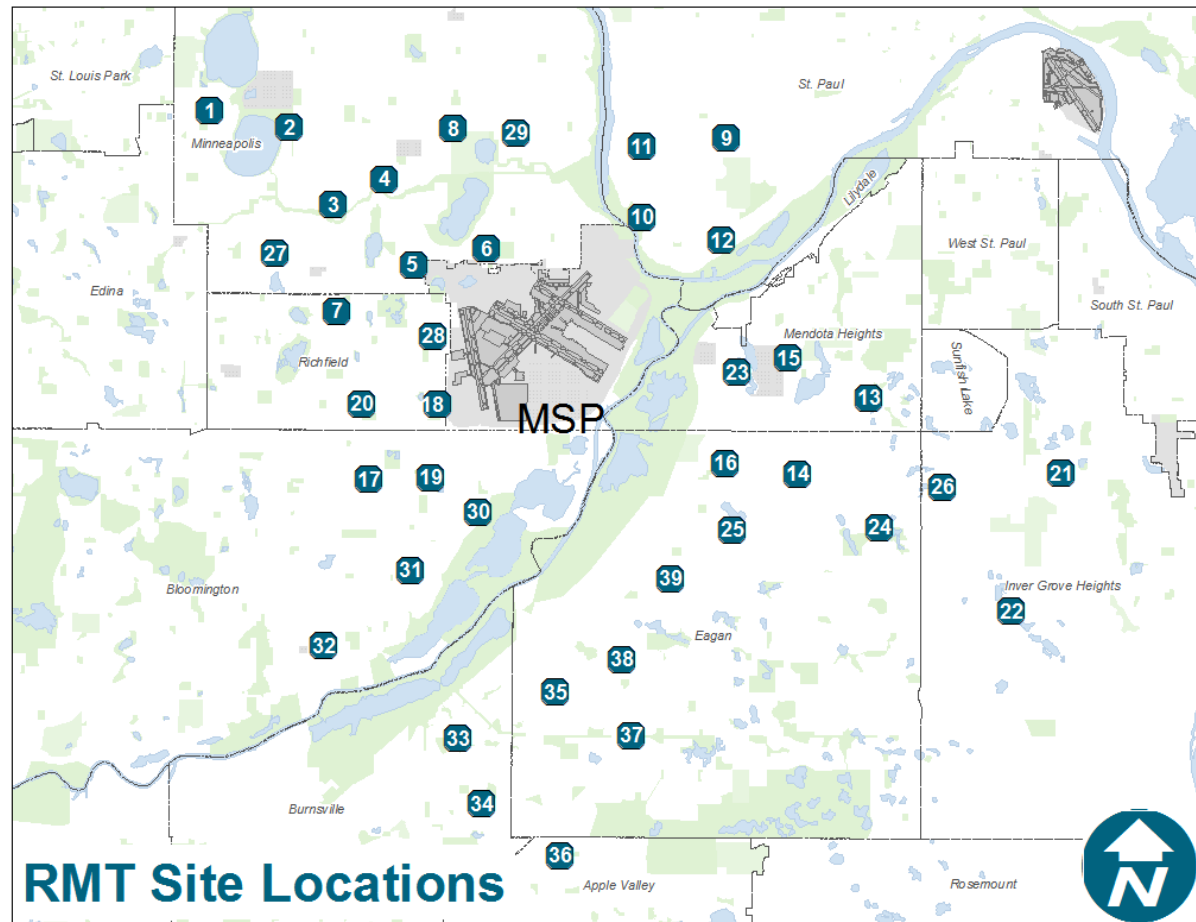 St. Louis Park
St. Paul
1
2
8
29
11
9
Minneapolis
4
3
10
12
Lilydale
27
6
5
West St. Paul
Edina
7
28
Richfield
South St. Paul
Mendota Heights
23
15
Sunfish Lake
20
18
13
MSP
17
19
16
14
21
26
30
25
24
31
39
Bloomington
Inver Grove Heights
22
32
Eagan
38
35
33
37
34
Burnsville
36
RMT Site Locations
Apple Valley
Rosemount
N